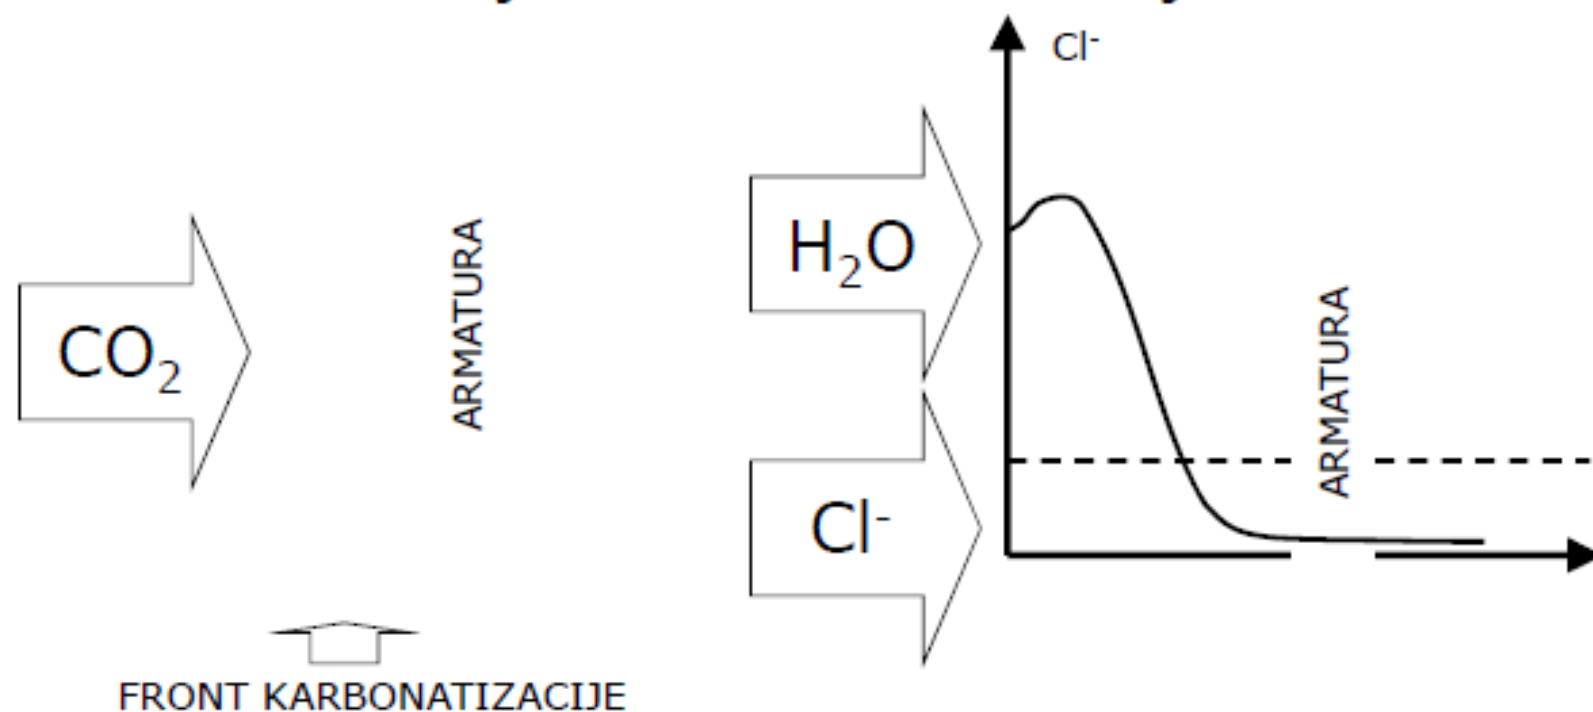 CO₂
ARMATURA
FRONT KARBONATIZACIJE
H₂O
Cl⁻
Cl⁻
ARMATURA